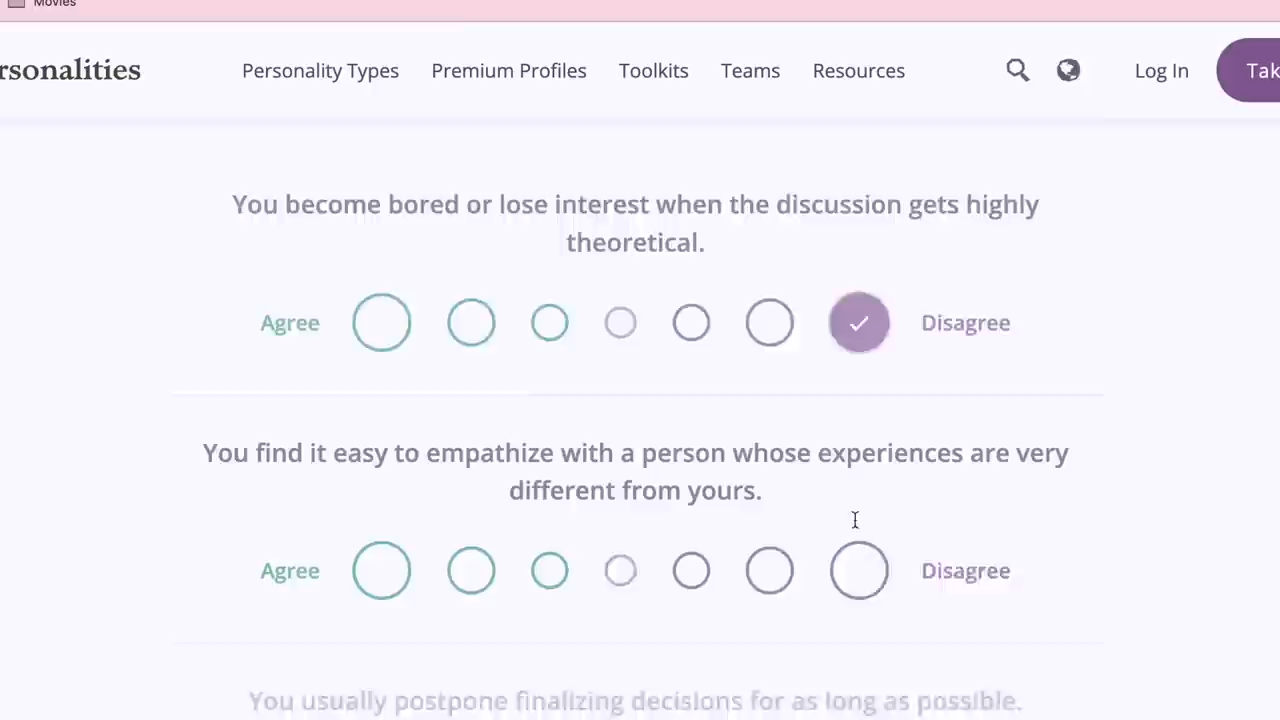 Movies
rsonalities
Personality Types
Premium Profiles
Toolkits
Teams
Resources
Log In
Tak
You become bored or lose interest when the discussion gets highly
theoretical.
Agree
Disagree
You find it easy to empathize with a person whose experiences are very
different from yours.
Agree
Disagree
You usually postpone finalizing decisions for as long as possible.